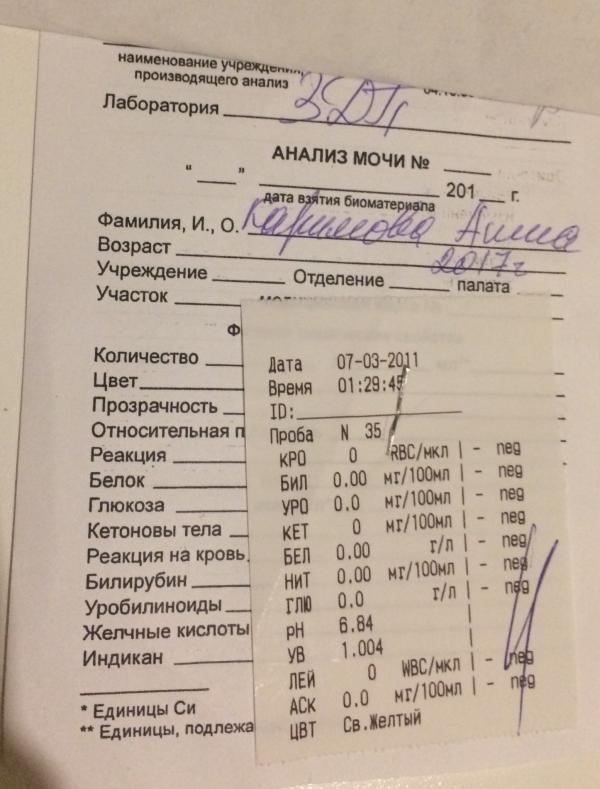 наименование учреждения,
производящего анализ
Лаборатория
АНАЛИЗ МОЧИ №
“ ” 201 г.
дата взятия биоматериала
Фамилия, И., О. Каримова Анна
Возраст 2017г
Учреждение Отделение палата
Участок
Количество
Цвет
Прозрачность
Относительная п
Реакция
Белок
Глюкоза
Кетоновы тела
Реакция на кровь
Билирубин
Уробилиноиды
Желчные кислоты
Индикан
* Единицы Си
** Единицы, подлежа
Дата 07-03-2011
Время 01:29:45
ID:
Проба N 35
КРО 0 RBC/мкл | - neg
БИЛ 0.00 мг/100мл | - neg
УРО 0.0 мг/100мл | - neg
КЕТ 0 мг/100мл | - neg
БЕЛ 0.00 г/л | - neg
НИТ 0.00 мг/100мл | - neg
ГЛЮ 0.0 г/л | - neg
pH 6.84 |
УВ 1.004 |
ЛЕЙ 0 WBC/мкл | - neg
АСК 0.0 мг/100мл | - neg
ЦВТ Св.Желтый